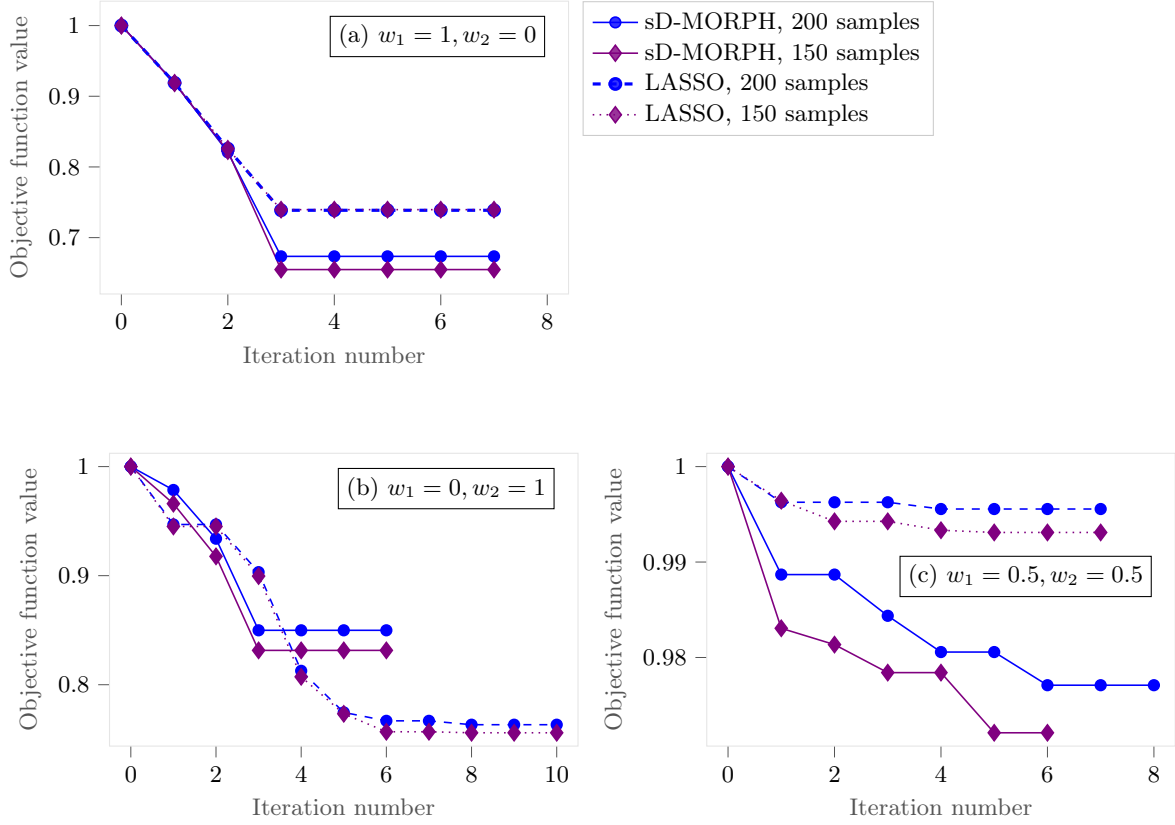 1
0.9
0.8
0.7
0 2 4 6 8
Objective function value
Iteration number
(a) w₁ = 1, w₂ = 0
sD-MORPH, 200 samples
sD-MORPH, 150 samples
LASSO, 200 samples
LASSO, 150 samples
1
0.9
0.8
0 2 4 6 8 10
Objective function value
Iteration number
(b) w₁ = 0, w₂ = 1
1
0.99
0.98
0 2 4 6 8
Objective function value
Iteration number
(c) w₁ = 0.5, w₂ = 0.5